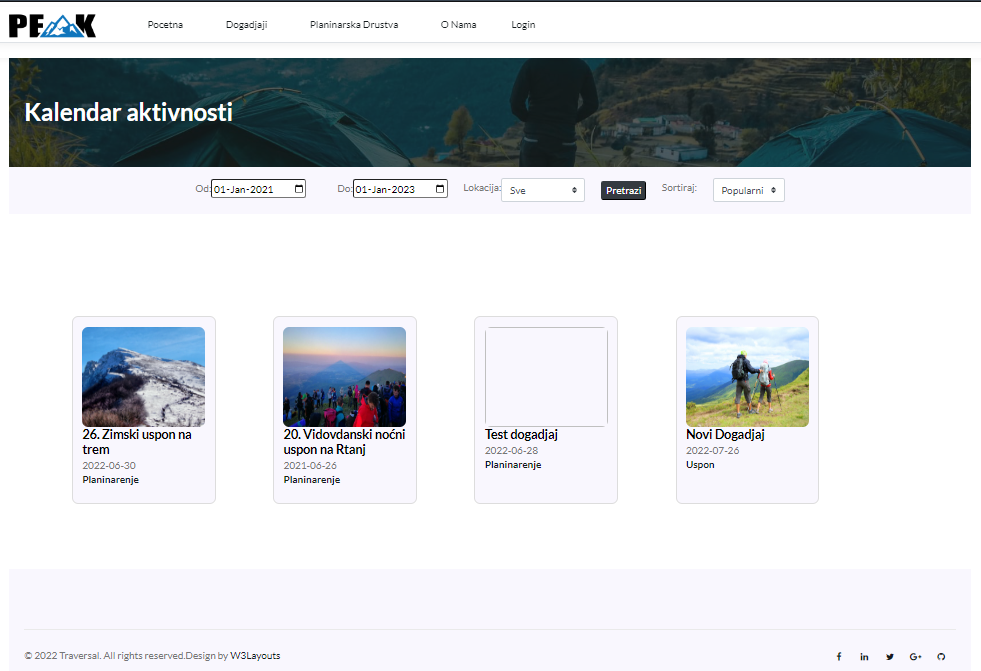 PEAK
Pocetna Dogadjaji Planinarska Drustva O Nama Login
Kalendar aktivnosti
Od: 01-Jan-2021 Do: 01-Jan-2023 Lokacija: Sve Pretrazi Sortiraj: Popularni
26. Zimski uspon na
trem
2022-06-30
Planinarenje
20. Vidovdanski noćni
uspon na Rtanj
2021-06-26
Planinarenje
Test dogadjaj
2022-06-28
Planinarenje
Novi Dogadjaj
2022-07-26
Uspon
© 2022 Traversal. All rights reserved.Design by W3Layouts